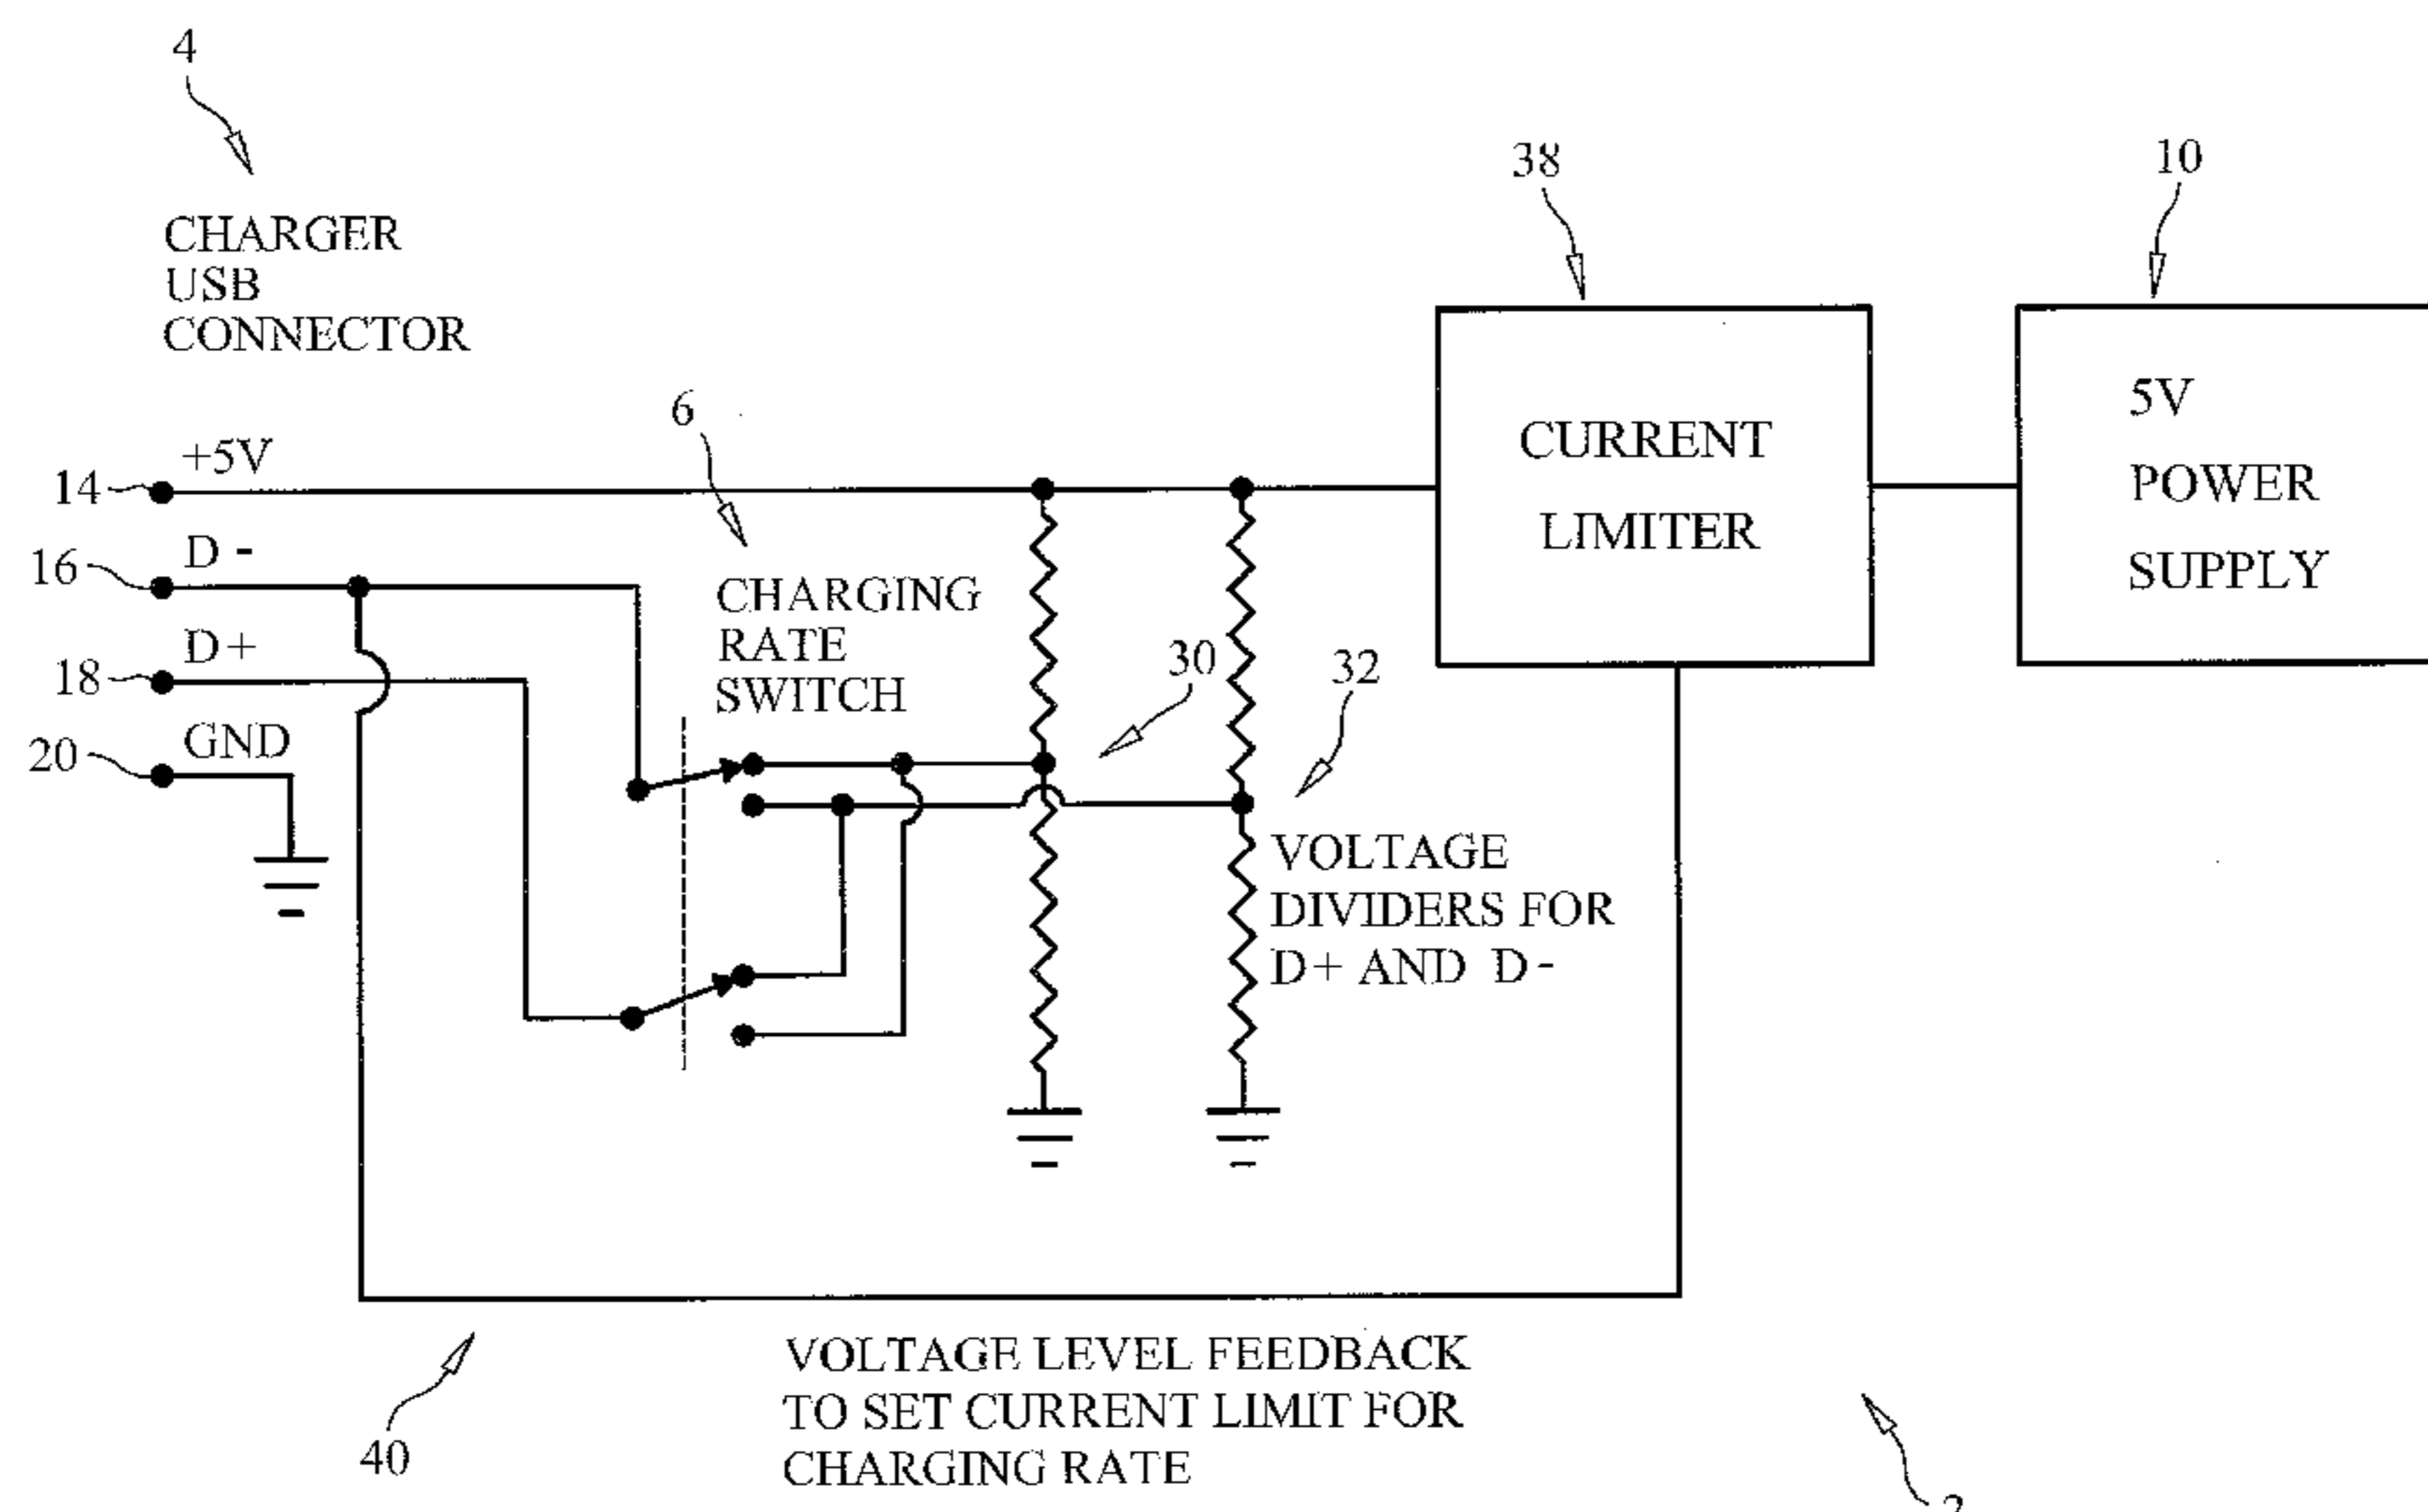 4
CHARGER
USB
CONNECTOR
38
10
6
5V
POWER
SUPPLY
CURRENT
LIMITER
+5V
14
D -
16
CHARGING
RATE
SWITCH
D+
18
30
32
GND
20
VOLTAGE
DIVIDERS FOR
D+ AND D-
VOLTAGE LEVEL FEEDBACK
TO SET CURRENT LIMIT FOR
CHARGING RATE
40